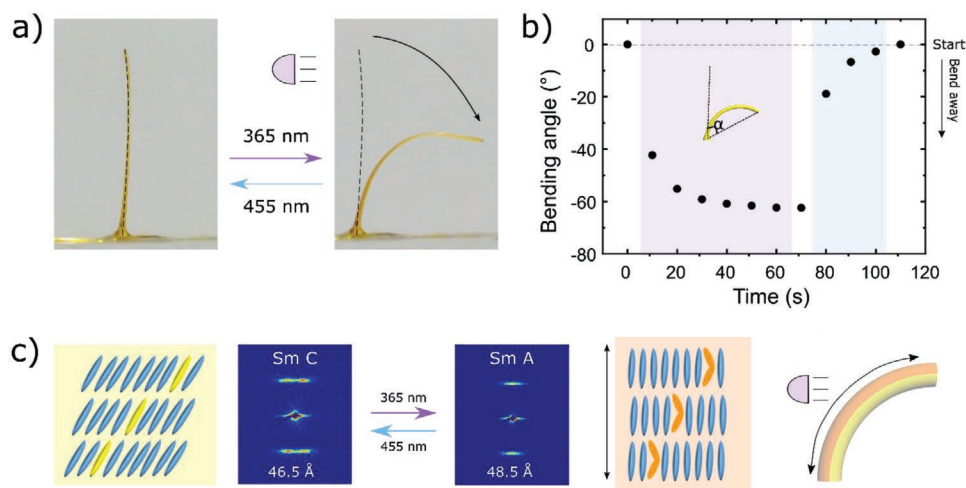 a)
365 nm
455 nm
b)
Bending angle (°)
0
-20
-40
-60
-80
α
Start
Bend away
0 20 40 60 80 100 120
Time (s)
c)
Sm C
46.5 Å
365 nm
455 nm
Sm A
48.5 Å